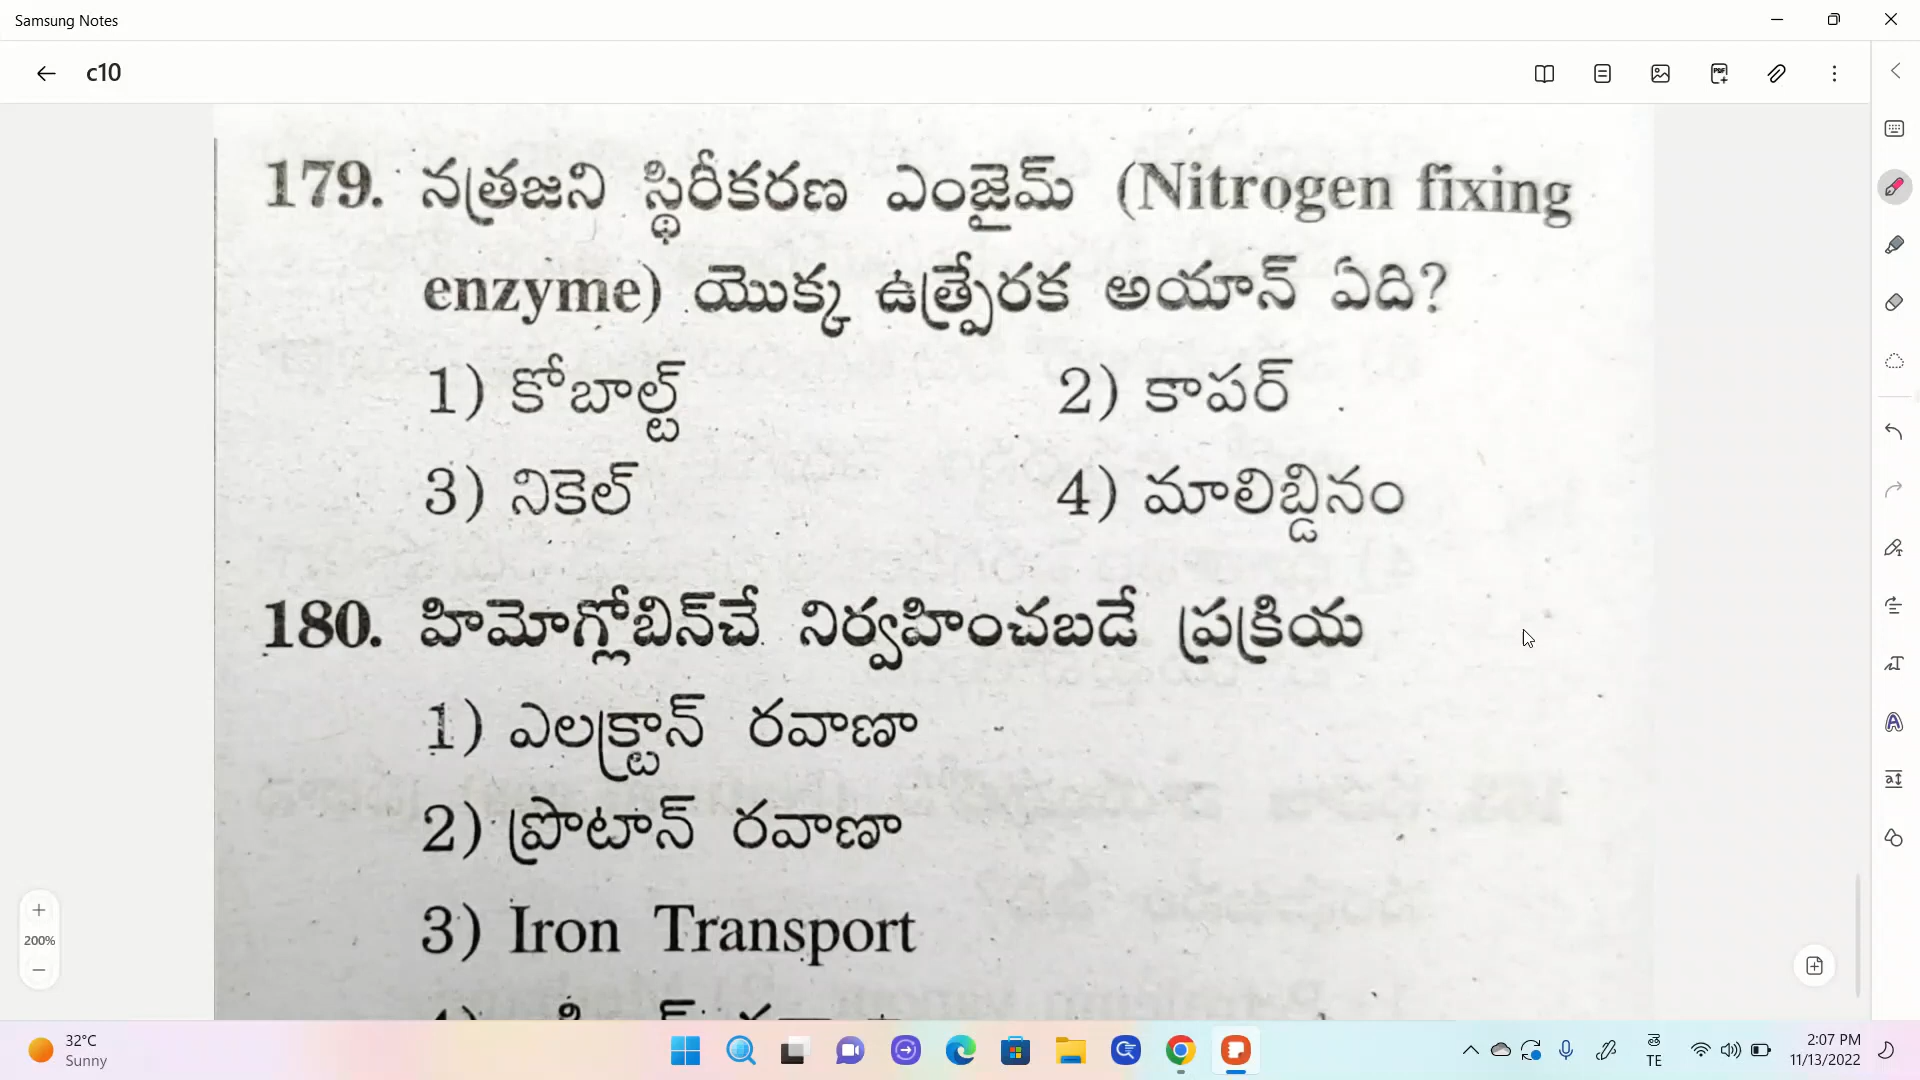 Samsung Notes
c10
179. నత్రజని స్థిరీకరణ ఎంజైమ్ (Nitrogen fixing
enzyme) యొక్క ఉత్ప్రేరక అయాన్ ఏది?
1) కోబాల్ట్ 2) కాపర్
3) నికెల్ 4) మాలిబ్డినం
180. హిమోగ్లోబిన్‌చే నిర్వహించబడే ప్రక్రియ
1) ఎలక్ట్రాన్ రవాణా
2) ప్రొటాన్ రవాణా
3) Iron Transport
200%
32°C
Sunny
తె
TE
2:07 PM
11/13/2022